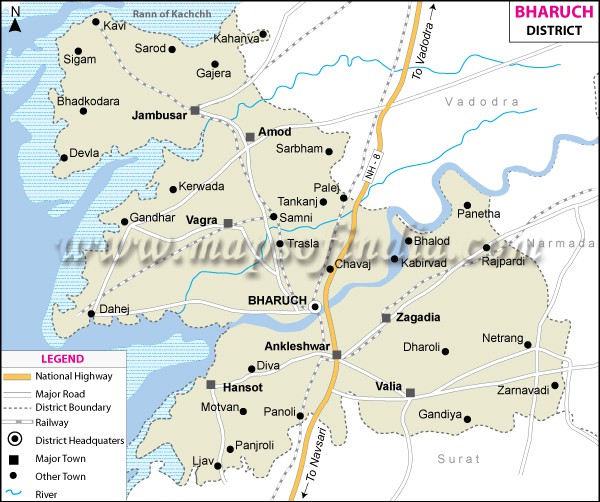 BHARUCH
DISTRICT
N
Rann of Kachchh
Kavi
Kahanva
Sarod
Sigam
Gajera
To Vadodra
Bhadkodara
Jambusar
Vadodra
Amod
Devla
Sarbham
NH - 8
Kerwada
Tankanj
Palej
Panetha
Gandhar
Vagra
Samni
www.mapsofindia.com
Trasla
Bhalod
Narmada
Kabirvad
Rajpardi
Chavaj
BHARUCH
Dahej
Zagadia
Ankleshwar
Dharoli
Netrang
Diva
Hansot
Valia
Zarnavadi
Motvan
Panoli
Gandiya
Panjroli
Ljav
To Navsari
Surat
LEGEND
National Highway
Major Road
District Boundary
Railway
District Headquaters
Major Town
Other Town
River